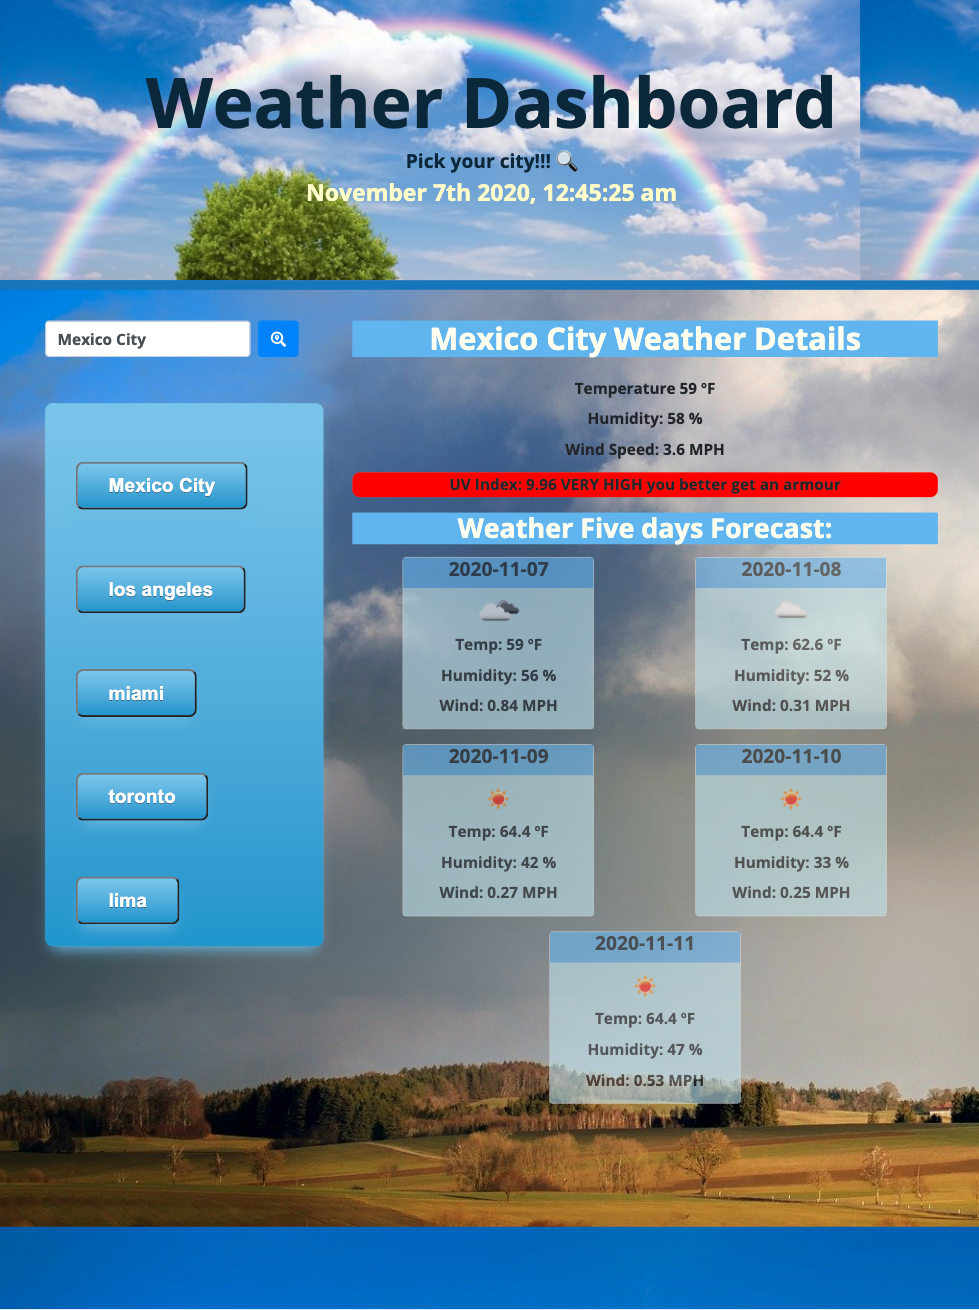 Weather Dashboard
Pick your city!!! 🔍
November 7th 2020, 12:45:25 am
Mexico City
Mexico City
los angeles
miami
toronto
lima
Mexico City Weather Details
Temperature 59 °F
Humidity: 58 %
Wind Speed: 3.6 MPH
UV Index: 9.96 VERY HIGH you better get an armour
Weather Five days Forecast:
2020-11-07
Temp: 59 °F
Humidity: 56 %
Wind: 0.84 MPH
2020-11-08
Temp: 62.6 °F
Humidity: 52 %
Wind: 0.31 MPH
2020-11-09
Temp: 64.4 °F
Humidity: 42 %
Wind: 0.27 MPH
2020-11-10
Temp: 64.4 °F
Humidity: 33 %
Wind: 0.25 MPH
2020-11-11
Temp: 64.4 °F
Humidity: 47 %
Wind: 0.53 MPH